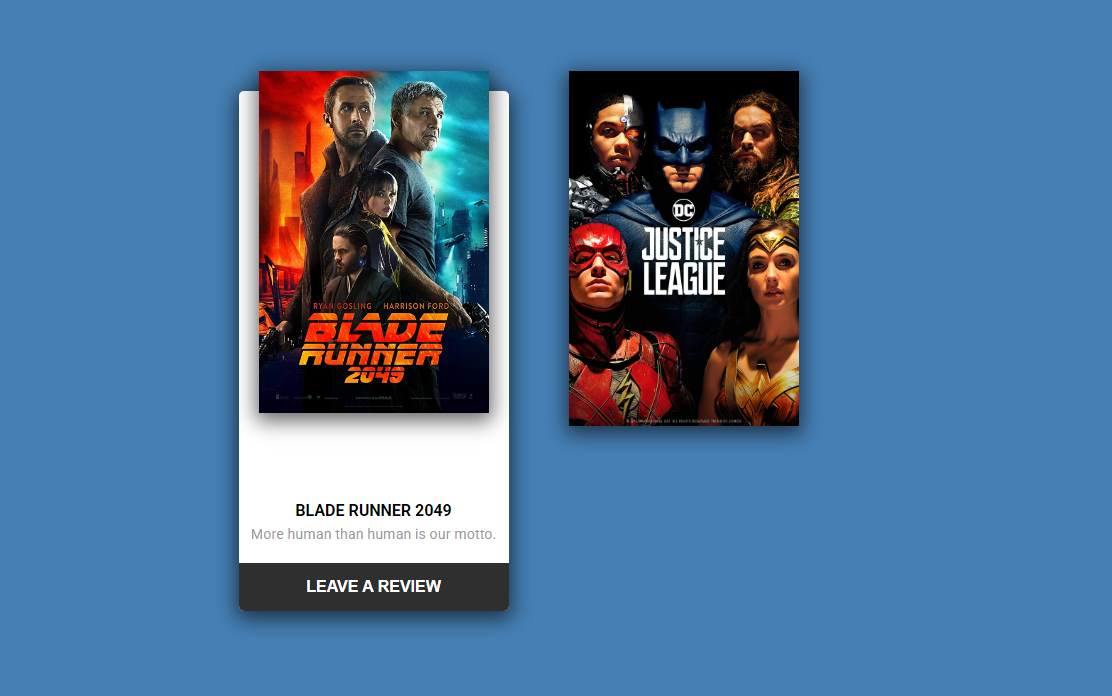 RYAN GOSLING HARRISON FORD
BLADE
RUNNER
2049
BLADE RUNNER 2049
More human than human is our motto.
LEAVE A REVIEW
DC
JUSTICE
LEAGUE